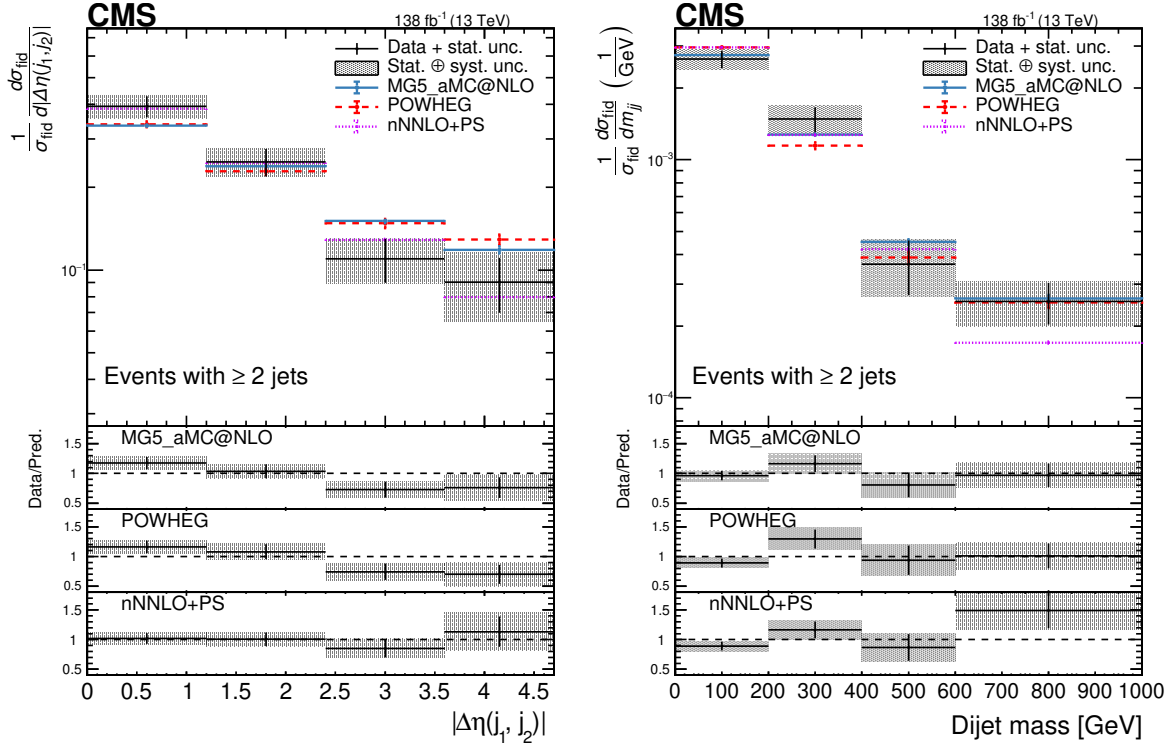 CMS
138 fb⁻¹ (13 TeV)
1/σ_fid dσ_fid/d|Δη(j₁, j₂)|
Data + stat. unc.
Stat. ⊕ syst. unc.
MG5_aMC@NLO
POWHEG
nNNLO+PS
10⁻¹
Events with ≥ 2 jets
Data/Pred.
MG5_aMC@NLO
1.5
1
0.5
POWHEG
1.5
1
0.5
nNNLO+PS
1.5
1
0.5
0 0.5 1 1.5 2 2.5 3 3.5 4 4.5
|Δη(j₁, j₂)|
CMS
138 fb⁻¹ (13 TeV)
1/σ_fid dσ_fid/dm_jj (1/GeV)
Data + stat. unc.
Stat. ⊕ syst. unc.
MG5_aMC@NLO
POWHEG
nNNLO+PS
10⁻³
10⁻⁴
Events with ≥ 2 jets
Data/Pred.
MG5_aMC@NLO
1.5
1
0.5
POWHEG
1.5
1
0.5
nNNLO+PS
1.5
1
0.5
0 100 200 300 400 500 600 700 800 900 1000
Dijet mass [GeV]